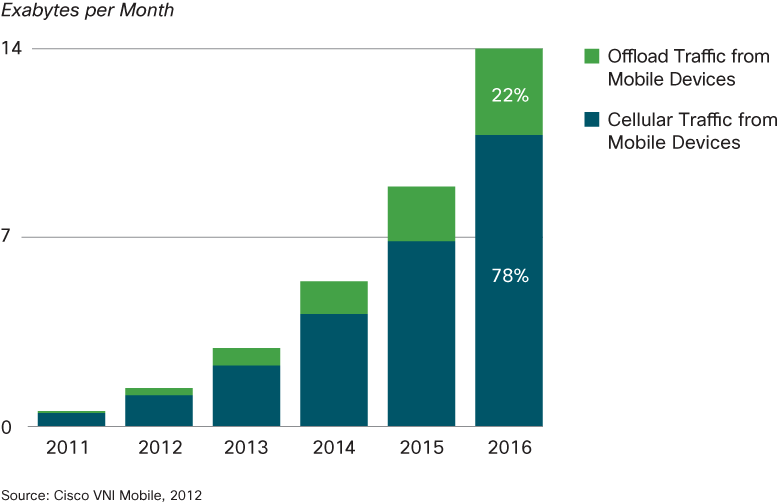 Exabytes per Month
14
Offload Traffic from
Mobile Devices
22%
Cellular Traffic from
Mobile Devices
7
78%
0
2011 2012 2013 2014 2015 2016
Source: Cisco VNI Mobile, 2012